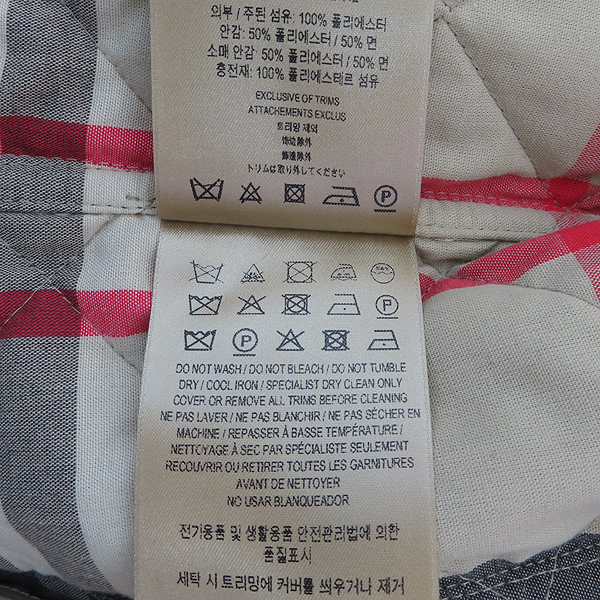 외부 / 주된 섬유: 100% 폴리에스터
안감: 50% 폴리에스터 / 50% 면
소매 안감: 50% 폴리에스터 / 50% 면
충전재: 100% 폴리에스테르 섬유
EXCLUSIVE OF TRIMS
ATTACHEMENTS EXCLUS
트리밍 제외
饰边除外
飾邊除外
トリムは取り外してください
P
P
P
DO NOT WASH / DO NOT BLEACH / DO NOT TUMBLE
DRY / COOL IRON / SPECIALIST DRY CLEAN ONLY
COVER OR REMOVE ALL TRIMS BEFORE CLEANING
NE PAS LAVER / NE PAS BLANCHIR / NE PAS SÉCHER EN
MACHINE / REPASSER À BASSE TEMPÉRATURE /
NETTOYAGE À SEC PAR SPÉCIALISTE SEULEMENT
RECOUVRIR OU RETIRER TOUTES LES GARNITURES
AVANT DE NETTOYER
NO USAR BLANQUEADOR
전기용품 및 생활용품 안전관리법에 의한
품질표시
세탁 시 트리밍에 커버를 씌우거나 제거